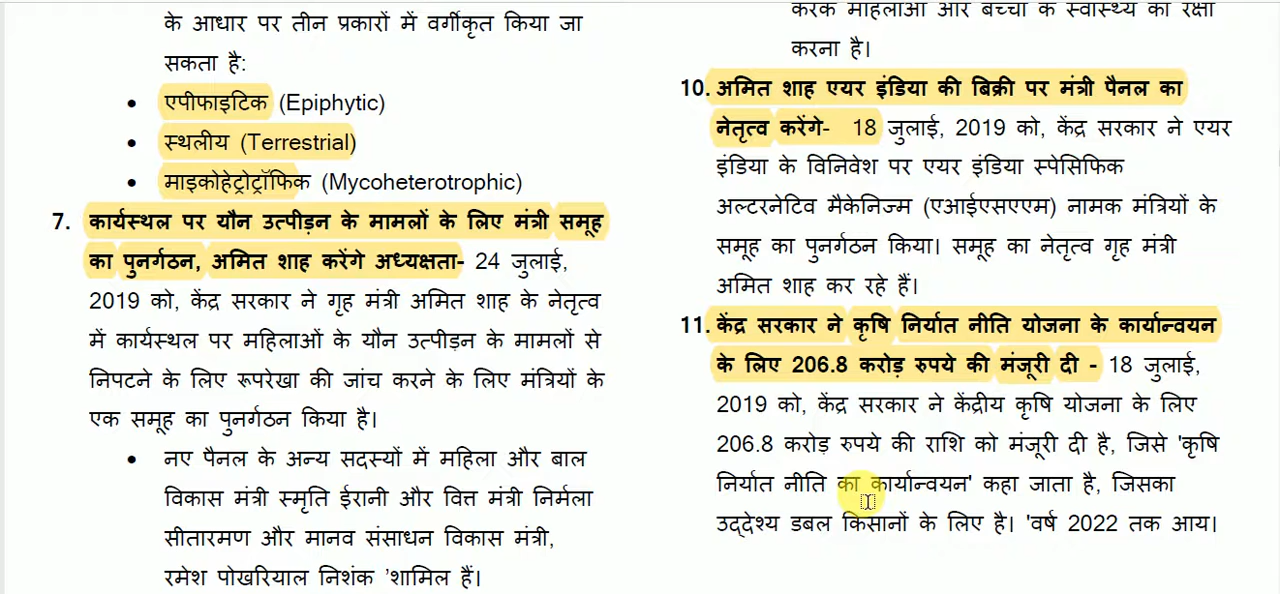 के आधार पर तीन प्रकारों में वर्गीकृत किया जा
सकता है:
• एपीफाइटिक (Epiphytic)
• स्थलीय (Terrestrial)
• माइकोहेट्रोट्रॉफिक (Mycoheterotrophic)
7. कार्यस्थल पर यौन उत्पीड़न के मामलों के लिए मंत्री समूह
का पुनर्गठन, अमित शाह करेंगे अध्यक्षता- 24 जुलाई,
2019 को, केंद्र सरकार ने गृह मंत्री अमित शाह के नेतृत्व
में कार्यस्थल पर महिलाओं के यौन उत्पीड़न के मामलों से
निपटने के लिए रूपरेखा की जांच करने के लिए मंत्रियों के
एक समूह का पुनर्गठन किया है।
• नए पैनल के अन्य सदस्यों में महिला और बाल
विकास मंत्री स्मृति ईरानी और वित्त मंत्री निर्मला
सीतारमण और मानव संसाधन विकास मंत्री,
रमेश पोखरियाल निशंक 'शामिल हैं।
करके महिलाओं और बच्चों के स्वास्थ्य की रक्षा
करना है।
10. अमित शाह एयर इंडिया की बिक्री पर मंत्री पैनल का
नेतृत्व करेंगे- 18 जुलाई, 2019 को, केंद्र सरकार ने एयर
इंडिया के विनिवेश पर एयर इंडिया स्पेसिफिक
अल्टरनेटिव मैकेनिज्म (एआईएसएएम) नामक मंत्रियों के
समूह का पुनर्गठन किया। समूह का नेतृत्व गृह मंत्री
अमित शाह कर रहे हैं।
11. केंद्र सरकार ने कृषि निर्यात नीति योजना के कार्यान्वयन
के लिए 206.8 करोड़ रुपये की मंजूरी दी - 18 जुलाई,
2019 को, केंद्र सरकार ने केंद्रीय कृषि योजना के लिए
206.8 करोड़ रुपये की राशि को मंजूरी दी है, जिसे 'कृषि
निर्यात नीति का कार्यान्वयन' कहा जाता है, जिसका
उद्देश्य डबल किसानों के लिए है। 'वर्ष 2022 तक आय।